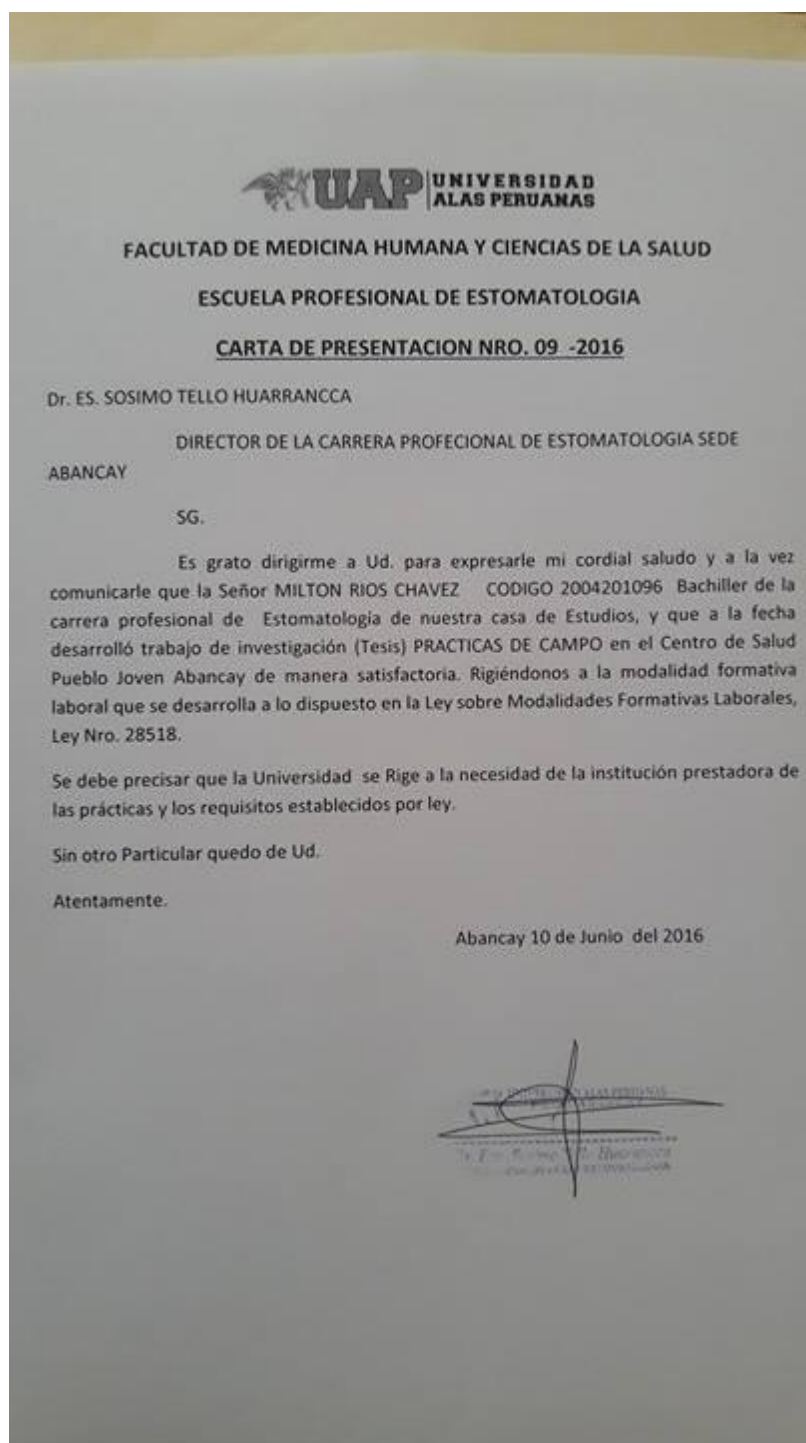 UAP UNIVERSIDAD
ALAS PERUANAS
FACULTAD DE MEDICINA HUMANA Y CIENCIAS DE LA SALUD
ESCUELA PROFESIONAL DE ESTOMATOLOGIA
CARTA DE PRESENTACION NRO. 09 -2016
Dr. ES. SOSIMO TELLO HUARRANCCA
DIRECTOR DE LA CARRERA PROFECIONAL DE ESTOMATOLOGIA SEDE
ABANCAY
SG.
Es grato dirigirme a Ud. para expresarle mi cordial saludo y a la vez
comunicarle que la Señor MILTON RIOS CHAVEZ CODIGO 2004201096 Bachiller de la
carrera profesional de Estomatología de nuestra casa de Estudios, y que a la fecha
desarrolló trabajo de investigación (Tesis) PRACTICAS DE CAMPO en el Centro de Salud
Pueblo Joven Abancay de manera satisfactoria. Rigiéndonos a la modalidad formativa
laboral que se desarrolla a lo dispuesto en la Ley sobre Modalidades Formativas Laborales,
Ley Nro. 28518.
Se debe precisar que la Universidad se Rige a la necesidad de la institución prestadora de
las prácticas y los requisitos establecidos por ley.
Sin otro Particular quedo de Ud.
Atentamente.
Abancay 10 de Junio del 2016
ALAS PERUANAS
Huarancca